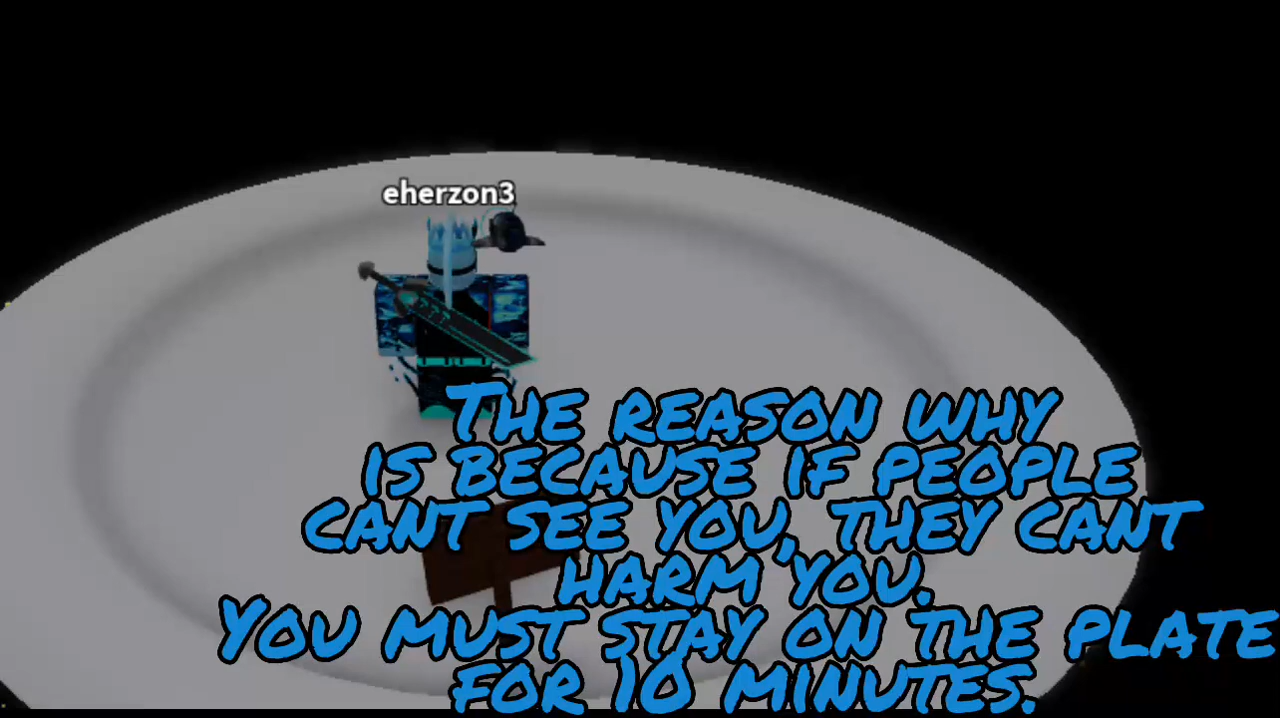 eherzon3
The reason why
is because if people
cant see you, they cant
harm you.
You must stay on the plate
for 10 minutes.